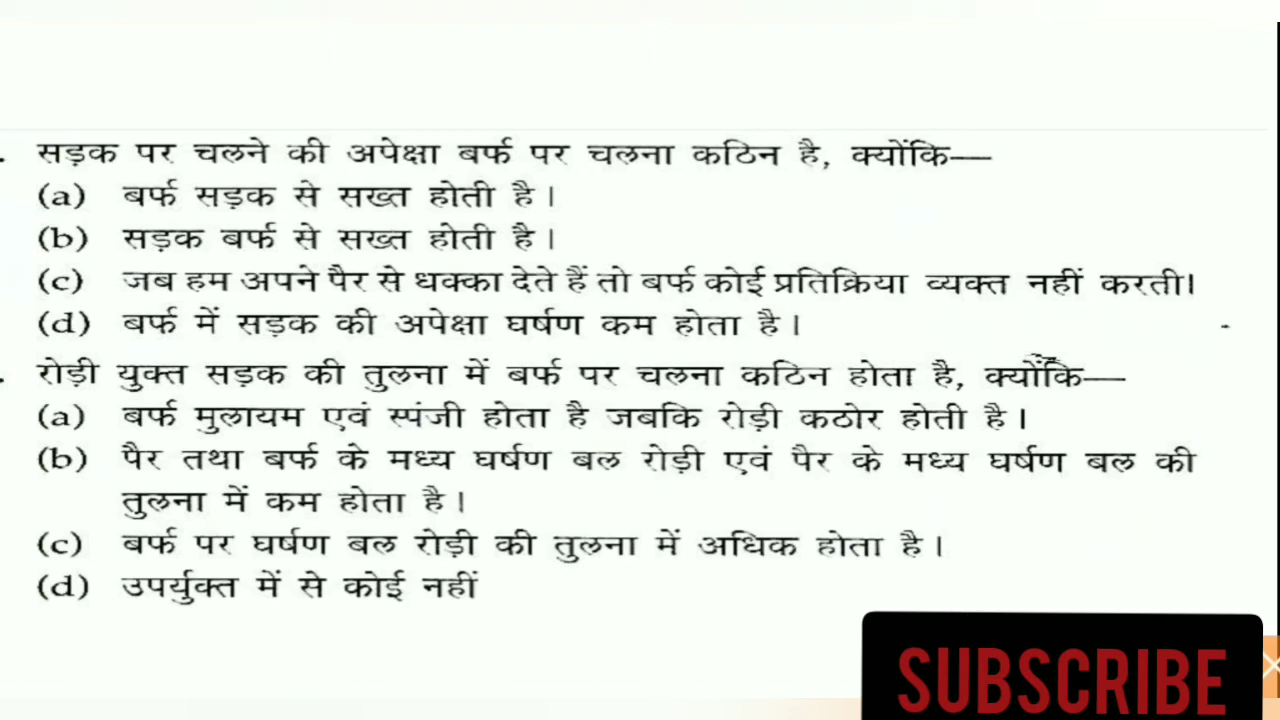 . सड़क पर चलने की अपेक्षा बर्फ पर चलना कठिन है, क्योंकि—
(a) बर्फ सड़क से सख्त होती है।
(b) सड़क बर्फ से सख्त होती है।
(c) जब हम अपने पैर से धक्का देते हैं तो बर्फ कोई प्रतिक्रिया व्यक्त नहीं करती।
(d) बर्फ में सड़क की अपेक्षा घर्षण कम होता है।
. रोड़ी युक्त सड़क की तुलना में बर्फ पर चलना कठिन होता है, क्योंकि—
(a) बर्फ मुलायम एवं स्पंजी होता है जबकि रोड़ी कठोर होती है।
(b) पैर तथा बर्फ के मध्य घर्षण बल रोड़ी एवं पैर के मध्य घर्षण बल की
तुलना में कम होता है।
(c) बर्फ पर घर्षण बल रोड़ी की तुलना में अधिक होता है।
(d) उपर्युक्त में से कोई नहीं
SUBSCRIBE